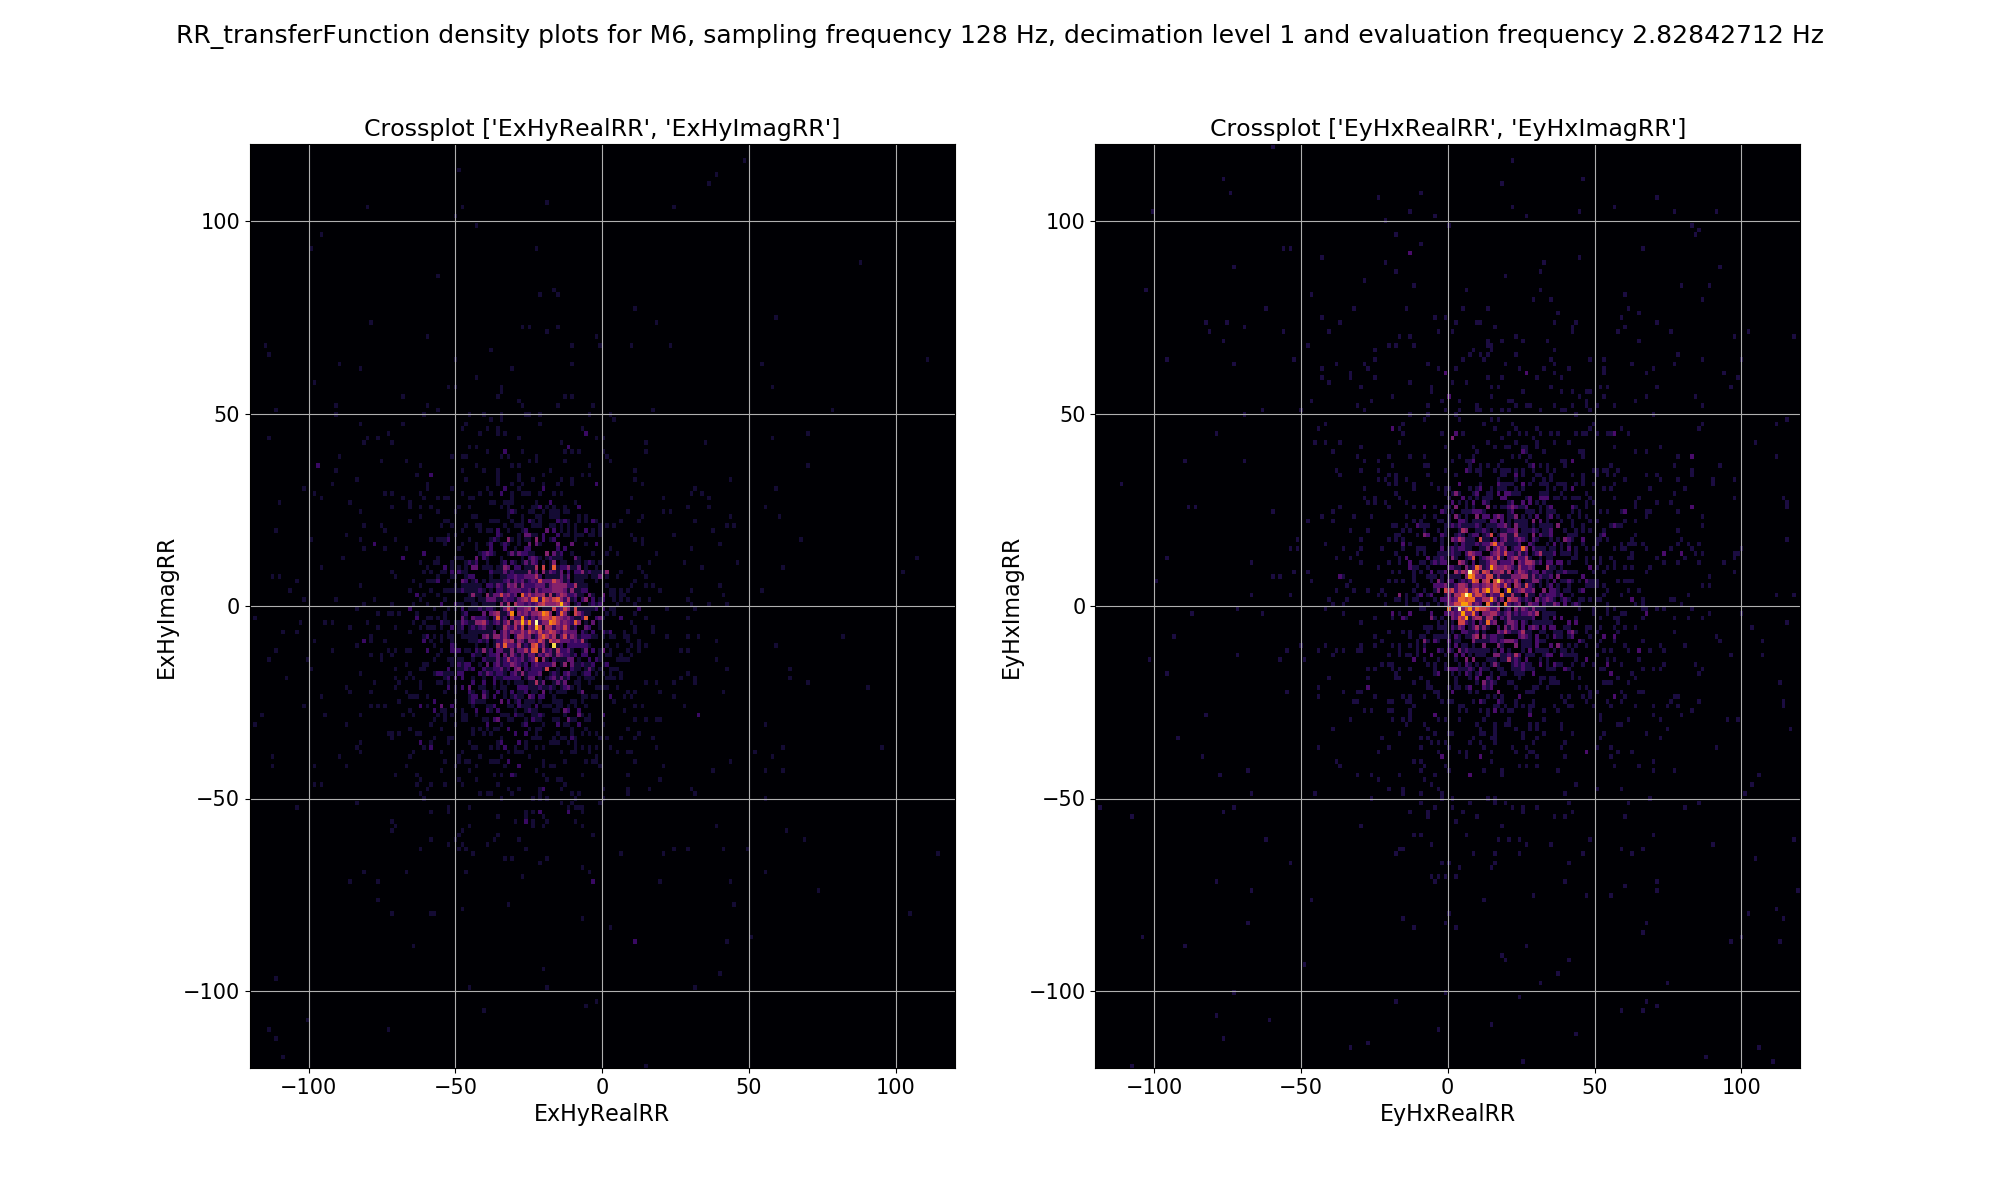 RR_transferFunction density plots for M6, sampling frequency 128 Hz, decimation level 1 and evaluation frequency 2.82842712 Hz
Crossplot ['ExHyRealRR', 'ExHyImagRR']
100
50
0
−50
−100
ExHyImagRR
−100 −50 0 50 100
ExHyRealRR
Crossplot ['EyHxRealRR', 'EyHxImagRR']
100
50
0
−50
−100
EyHxImagRR
−100 −50 0 50 100
EyHxRealRR